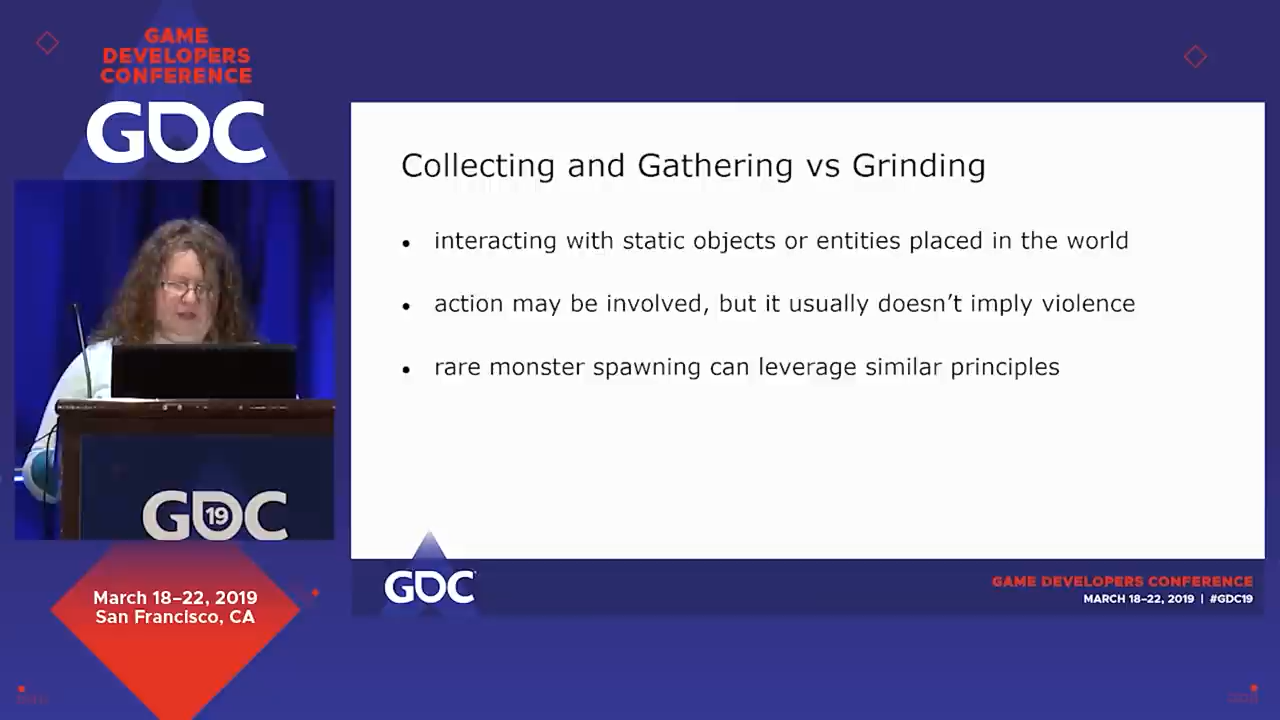 GAME
DEVELOPERS
CONFERENCE
GDC
Collecting and Gathering vs Grinding
• interacting with static objects or entities placed in the world
• action may be involved, but it usually doesn’t imply violence
• rare monster spawning can leverage similar principles
GDC
19
March 18–22, 2019
San Francisco, CA
GDC
GAME DEVELOPERS CONFERENCE
MARCH 18–22, 2019 | #GDC19